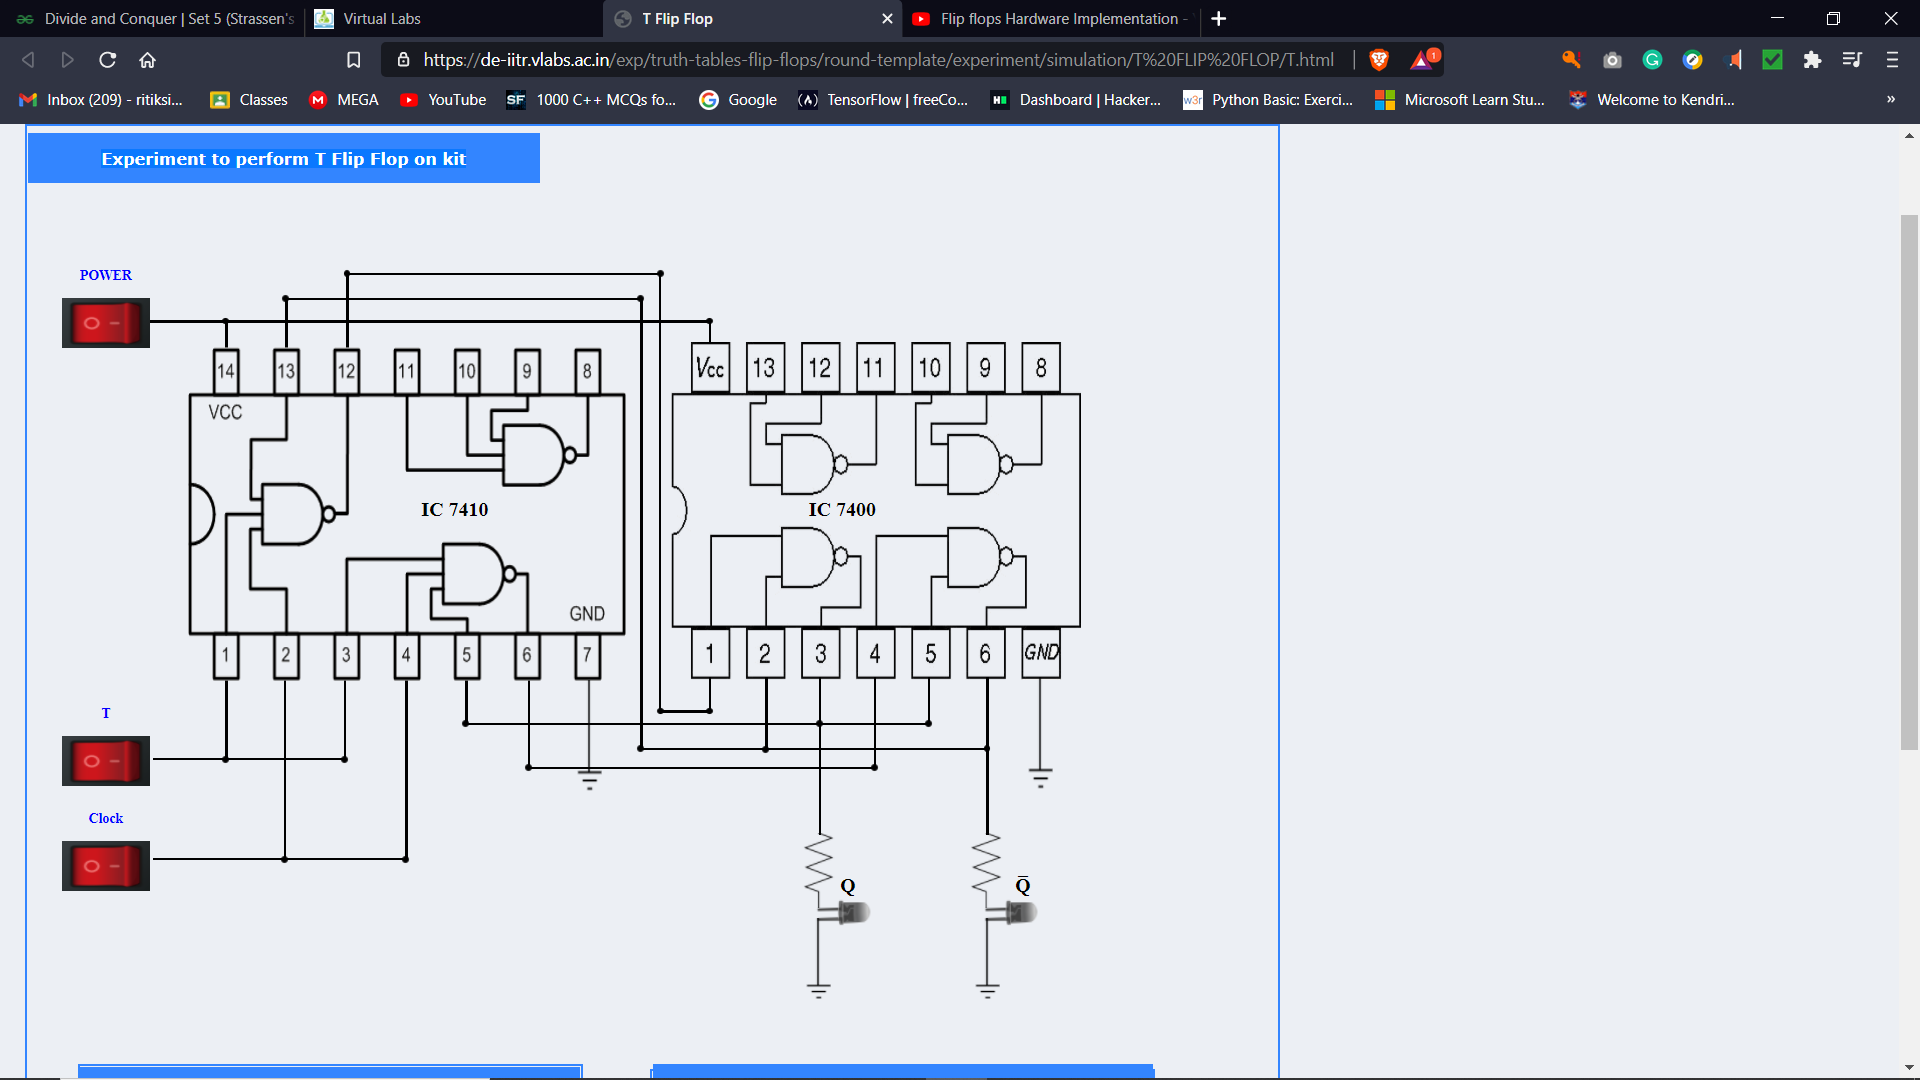 Divide and Conquer | Set 5 (Strassen's
Virtual Labs
T Flip Flop
Flip flops Hardware Implementation -
https://de-iitr.vlabs.ac.in/exp/truth-tables-flip-flops/round-template/experiment/simulation/T%20FLIP%20FLOP/T.html
1
Inbox (209) - ritiksi...
Classes
MEGA
YouTube
SF 1000 C++ MCQs fo...
Google
TensorFlow | freeCo...
Dashboard | Hacker...
w3r Python Basic: Exerci...
Microsoft Learn Stu...
Welcome to Kendri...
»
Experiment to perform T Flip Flop on kit
POWER
14 13 12 11 10 9 8
Vcc 13 12 11 10 9 8
VCC
IC 7410
IC 7400
GND
1 2 3 4 5 6 7
1 2 3 4 5 6 GND
T
Clock
Q
Q̅